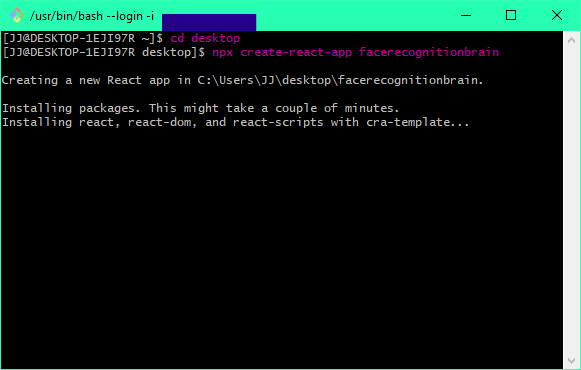 /usr/bin/bash --login -i
[JJ@DESKTOP-1EJI97R ~]$ cd desktop
[JJ@DESKTOP-1EJI97R desktop]$ npx create-react-app facerecognitionbrain
Creating a new React app in C:\Users\JJ\desktop\facerecognitionbrain.
Installing packages. This might take a couple of minutes.
Installing react, react-dom, and react-scripts with cra-template...